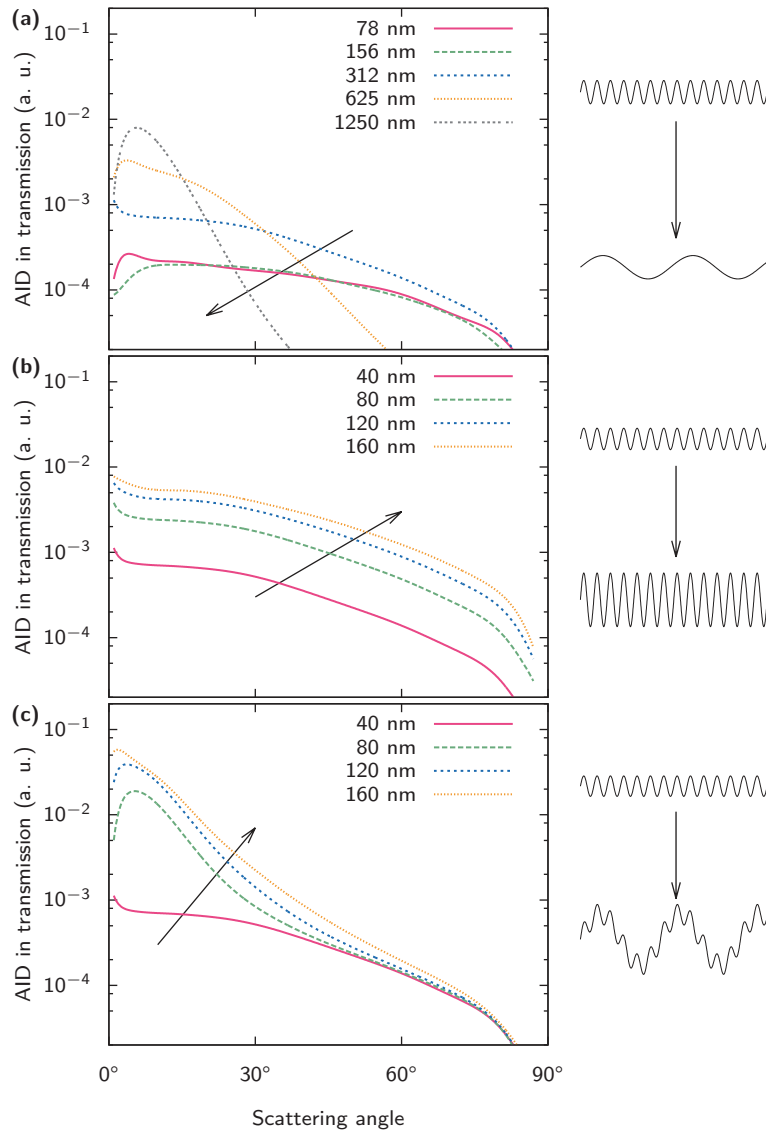 (a)
AID in transmission (a. u.)
10⁻¹
10⁻²
10⁻³
10⁻⁴
78 nm
156 nm
312 nm
625 nm
1250 nm
(b)
AID in transmission (a. u.)
10⁻¹
10⁻²
10⁻³
10⁻⁴
40 nm
80 nm
120 nm
160 nm
(c)
AID in transmission (a. u.)
10⁻¹
10⁻²
10⁻³
10⁻⁴
40 nm
80 nm
120 nm
160 nm
0° 30° 60° 90°
Scattering angle